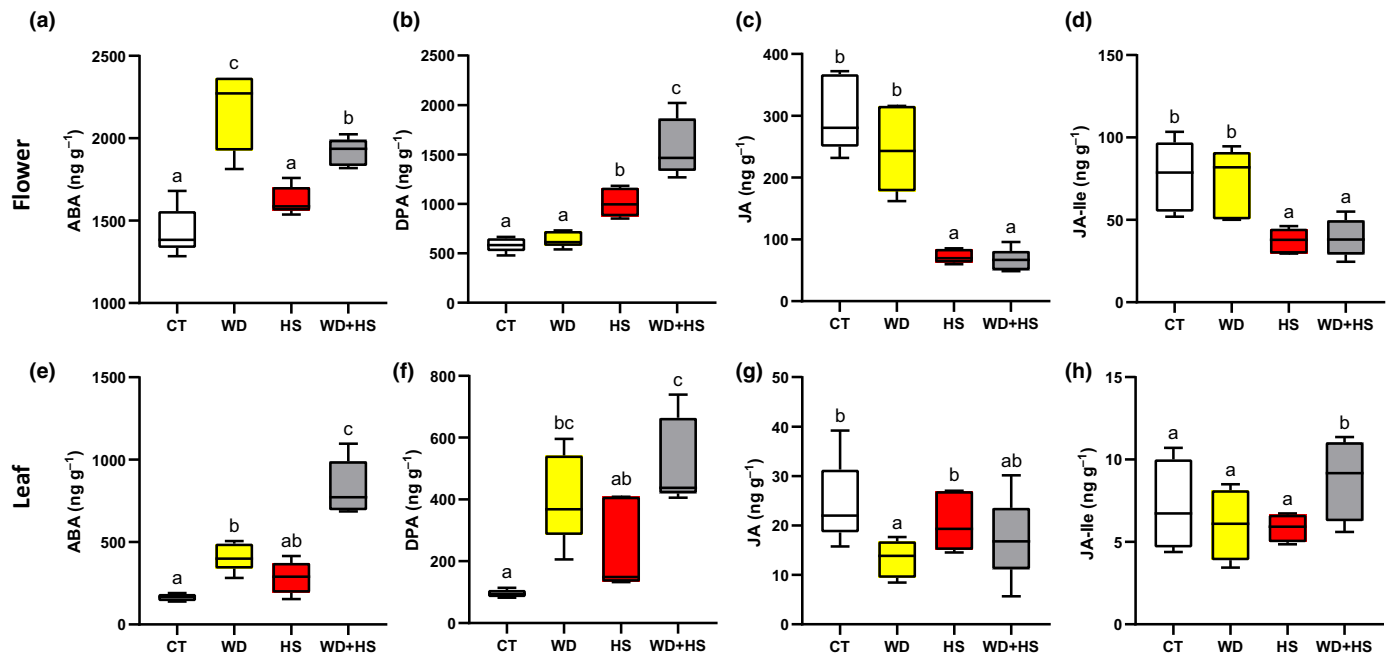 (a)
(b)
(c)
(d)
Flower
ABA (ng g⁻¹)
2500
2000
1500
1000
a
c
a
b
CT WD HS WD+HS
DPA (ng g⁻¹)
2500
2000
1500
1000
500
0
a
a
b
c
CT WD HS WD+HS
JA (ng g⁻¹)
400
300
200
100
0
b
b
a
a
CT WD HS WD+HS
JA-Ile (ng g⁻¹)
150
100
50
0
b
b
a
a
CT WD HS WD+HS
(e)
(f)
(g)
(h)
Leaf
ABA (ng g⁻¹)
1500
1000
500
0
a
b
ab
c
CT WD HS WD+HS
DPA (ng g⁻¹)
800
600
400
200
0
a
bc
ab
c
CT WD HS WD+HS
JA (ng g⁻¹)
50
40
30
20
10
0
b
a
b
ab
CT WD HS WD+HS
JA-Ile (ng g⁻¹)
15
10
5
0
a
a
a
b
CT WD HS WD+HS